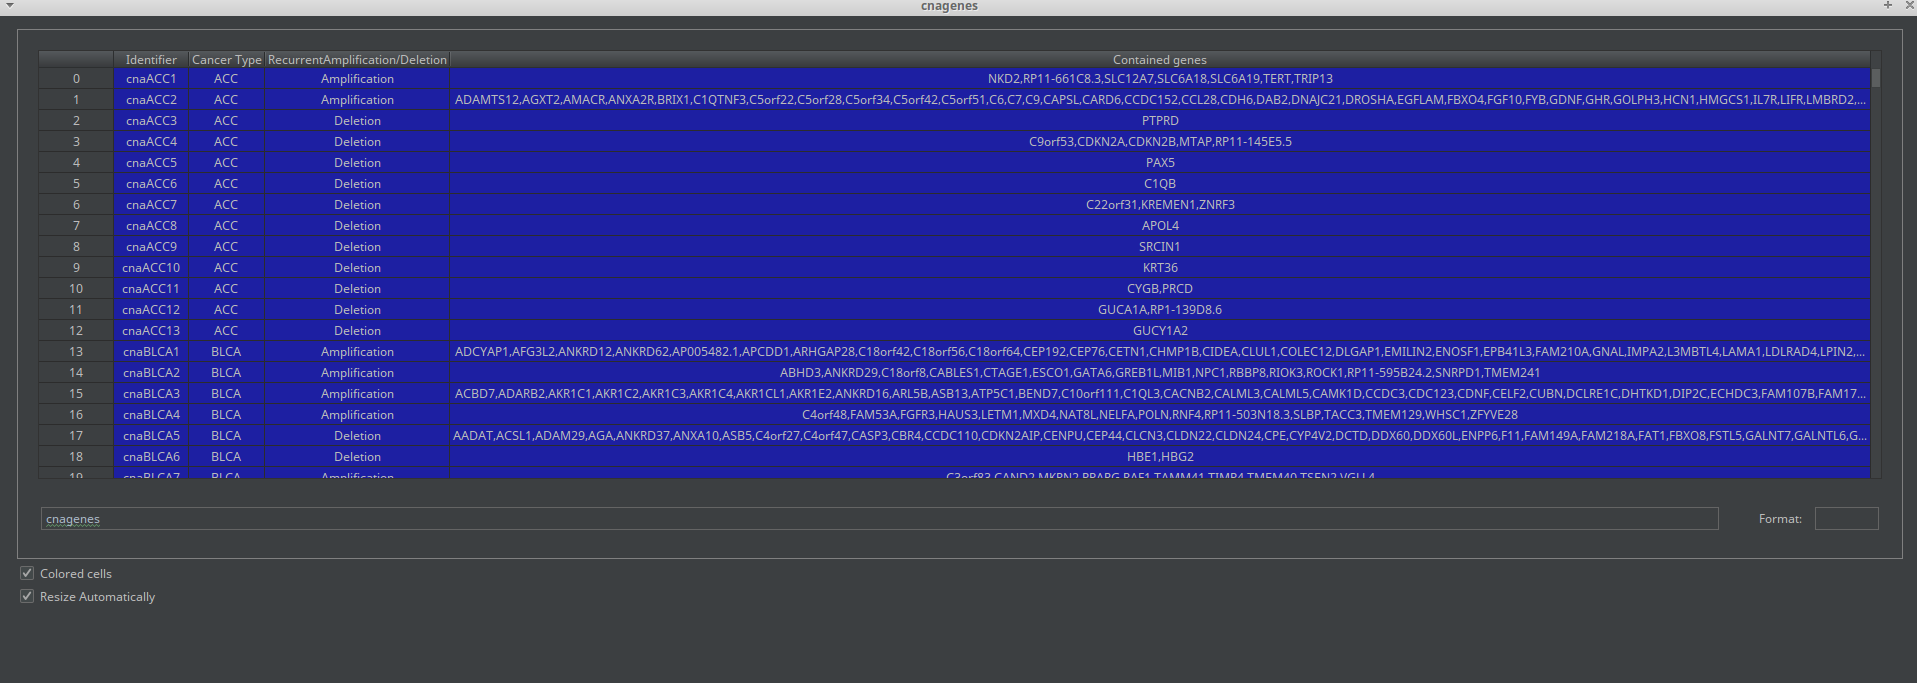 cnagenes
Identifier Cancer Type RecurrentAmplification/Deletion Contained genes
0 cnaACC1 ACC Amplification NKD2,RP11-661C8.3,SLC12A7,SLC6A18,SLC6A19,TERT,TRIP13
1 cnaACC2 ACC Amplification ADAMTS12,AGXT2,AMACR,ANXA2R,BRIX1,C1QTNF3,C5orf22,C5orf28,C5orf34,C5orf42,C5orf51,C6,C7,C9,CAPSL,CARD6,CCDC152,CCL28,CDH6,DAB2,DNAJC21,DROSHA,EGFLAM,FBXO4,FGF10,FYB,GDNF,GHR,GOLPH3,HCN1,HMGCS1,IL7R,LIFR,LMBRD2,...
2 cnaACC3 ACC Deletion PTPRD
3 cnaACC4 ACC Deletion C9orf53,CDKN2A,CDKN2B,MTAP,RP11-145E5.5
4 cnaACC5 ACC Deletion PAX5
5 cnaACC6 ACC Deletion C1QB
6 cnaACC7 ACC Deletion C22orf31,KREMEN1,ZNRF3
7 cnaACC8 ACC Deletion APOL4
8 cnaACC9 ACC Deletion SRCIN1
9 cnaACC10 ACC Deletion KRT36
10 cnaACC11 ACC Deletion CYGB,PRCD
11 cnaACC12 ACC Deletion GUCA1A,RP1-139D8.6
12 cnaACC13 ACC Deletion GUCY1A2
13 cnaBLCA1 BLCA Amplification ADCYAP1,AFG3L2,ANKRD12,ANKRD62,AP005482.1,APCDD1,ARHGAP28,C18orf42,C18orf56,C18orf64,CEP192,CEP76,CETN1,CHMP1B,CIDEA,CLUL1,COLEC12,DLGAP1,EMILIN2,ENOSF1,EPB41L3,FAM210A,GNAL,IMPA2,L3MBTL4,LAMA1,LDLRAD4,LPIN2,...
14 cnaBLCA2 BLCA Amplification ABHD3,ANKRD29,C18orf8,CABLES1,CTAGE1,ESCO1,GATA6,GREB1L,MIB1,NPC1,RBBP8,RIOK3,ROCK1,RP11-595B24.2,SNRPD1,TMEM241
15 cnaBLCA3 BLCA Amplification ACBD7,ADARB2,AKR1C1,AKR1C2,AKR1C3,AKR1C4,AKR1CL1,AKR1E2,ANKRD16,ARL5B,ASB13,ATP5C1,BEND7,C10orf111,C1QL3,CACNB2,CALML3,CALML5,CAMK1D,CCDC3,CDC123,CDNF,CELF2,CUBN,DCLRE1C,DHTKD1,DIP2C,ECHDC3,FAM107B,FAM17...
16 cnaBLCA4 BLCA Amplification C4orf48,FAM53A,FGFR3,HAUS3,LETM1,MXD4,NAT8L,NELFA,POLN,RNF4,RP11-503N18.3,SLBP,TACC3,TMEM129,WHSC1,ZFYVE28
17 cnaBLCA5 BLCA Deletion AADAT,ACSL1,ADAM29,AGA,ANKRD37,ANXA10,ASB5,C4orf27,C4orf47,CASP3,CBR4,CCDC110,CDKN2AIP,CENPU,CEP44,CLCN3,CLDN22,CLDN24,CPE,CYP4V2,DCTD,DDX60,DDX60L,ENPP6,F11,FAM149A,FAM218A,FAT1,FBXO8,FSTL5,GALNT7,GALNTL6,G...
18 cnaBLCA6 BLCA Deletion HBE1,HBG2
19 cnaBLCA7 BLCA Amplification C3orf83,CAND2,MKRN2,PPARG,RAF1,TAMM41,TIMP4,TMEM40,TSEN2,VGLL4
cnagenes Format:
Colored cells
Resize Automatically